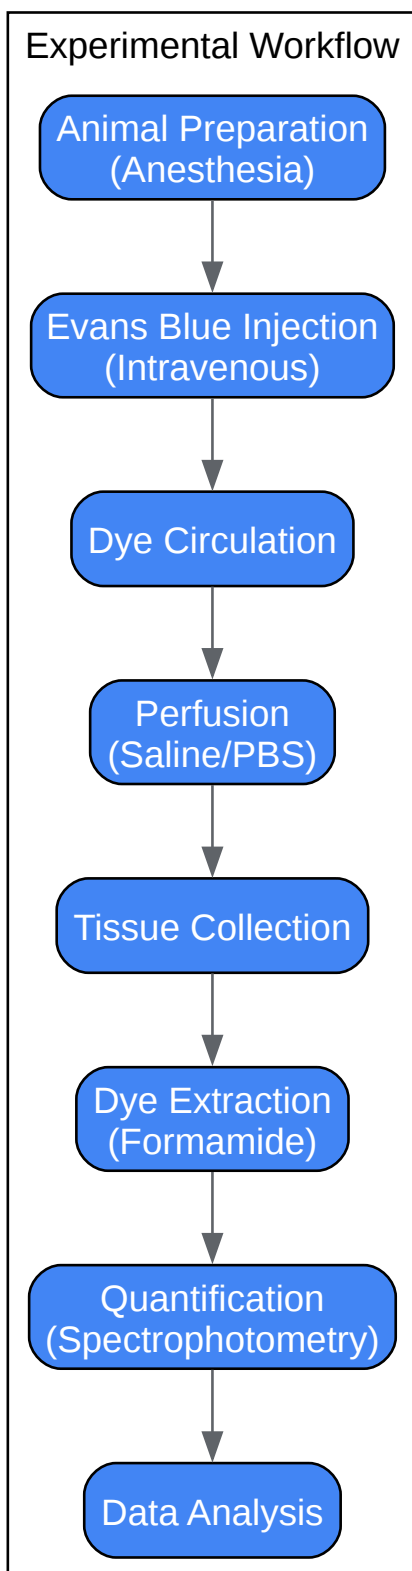 Experimental Workflow
Animal Preparation
(Anesthesia)
Evans Blue Injection
(Intravenous)
Dye Circulation
Perfusion
(Saline/PBS)
Tissue Collection
Dye Extraction
(Formamide)
Quantification
(Spectrophotometry)
Data Analysis